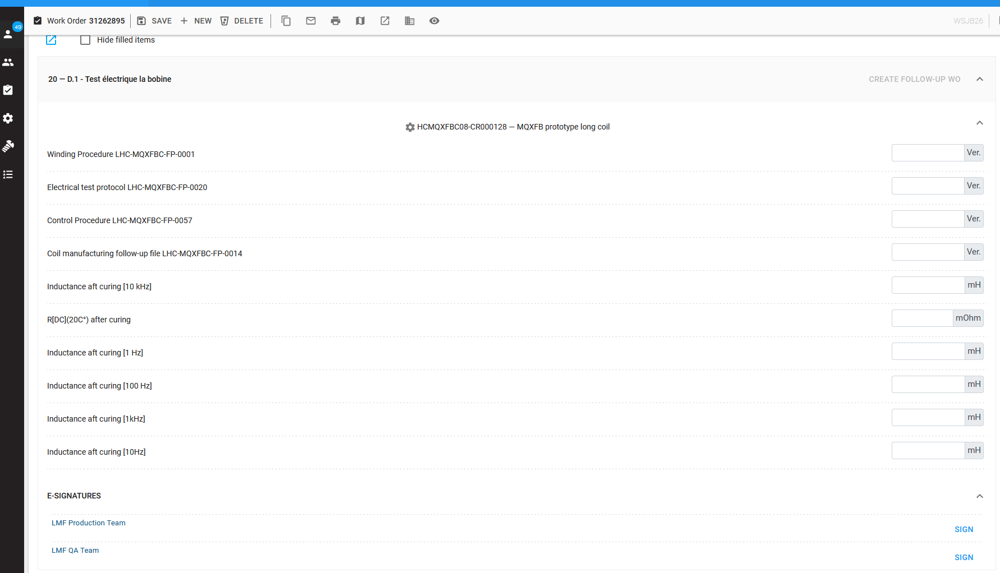 49
Work Order 31262895
SAVE
NEW
DELETE
WSJB26
Hide filled items
20 — D.1 - Test électrique la bobine
CREATE FOLLOW-UP WO
HCMQXFBC08-CR000128 — MQXFB prototype long coil
Winding Procedure LHC-MQXFBC-FP-0001
Ver.
Electrical test protocol LHC-MQXFBC-FP-0020
Ver.
Control Procedure LHC-MQXFBC-FP-0057
Ver.
Coil manufacturing follow-up file LHC-MQXFBC-FP-0014
Ver.
Inductance aft curing [10 kHz]
mH
R[DC](20C°) after curing
mOhm
Inductance aft curing [1 Hz]
mH
Inductance aft curing [100 Hz]
mH
Inductance aft curing [1kHz]
mH
Inductance aft curing [10Hz]
mH
E-SIGNATURES
LMF Production Team
SIGN
LMF QA Team
SIGN